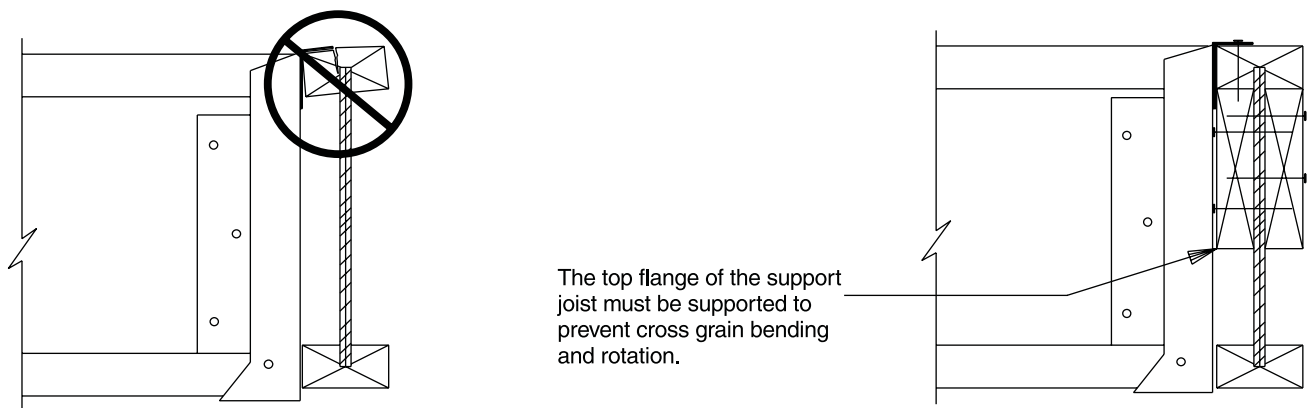 The top flange of the support
joist must be supported to
prevent cross grain bending
and rotation.